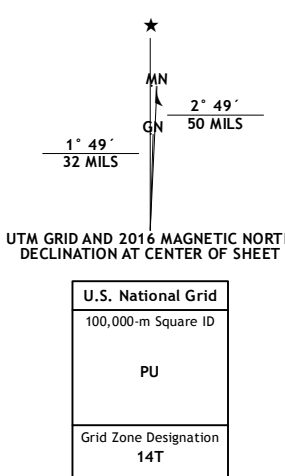 ★
MN
2° 49´
50 MILS
GN
1° 49´
32 MILS
UTM GRID AND 2016 MAGNETIC NORT
DECLINATION AT CENTER OF SHEET
U.S. National Grid
100,000-m Square ID
PU
Grid Zone Designation
14T